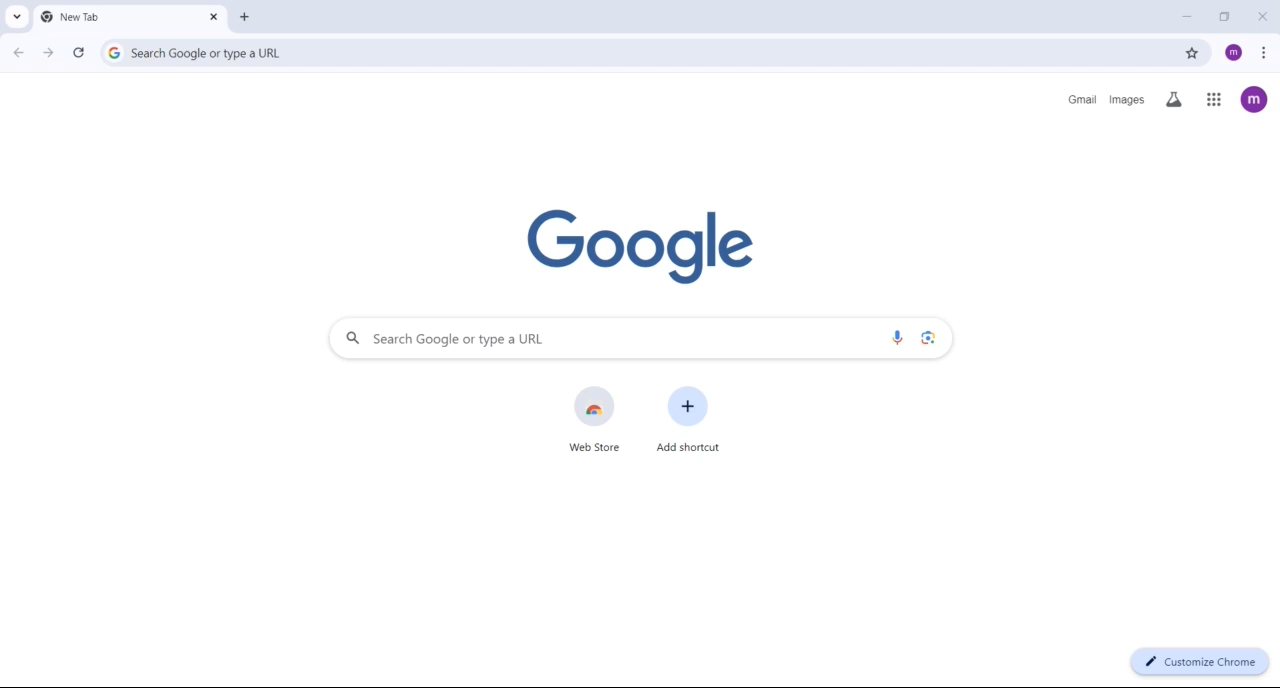 New Tab
Search Google or type a URL
m
Gmail Images
m
Google
Search Google or type a URL
Web Store Add shortcut
Customize Chrome